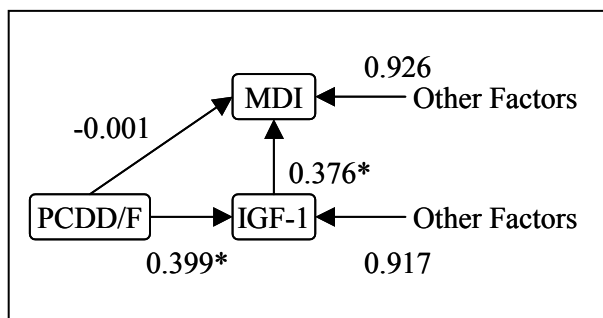 0.926
MDI
Other Factors
-0.001
0.376*
PCDD/F
IGF-1
Other Factors
0.399*
0.917